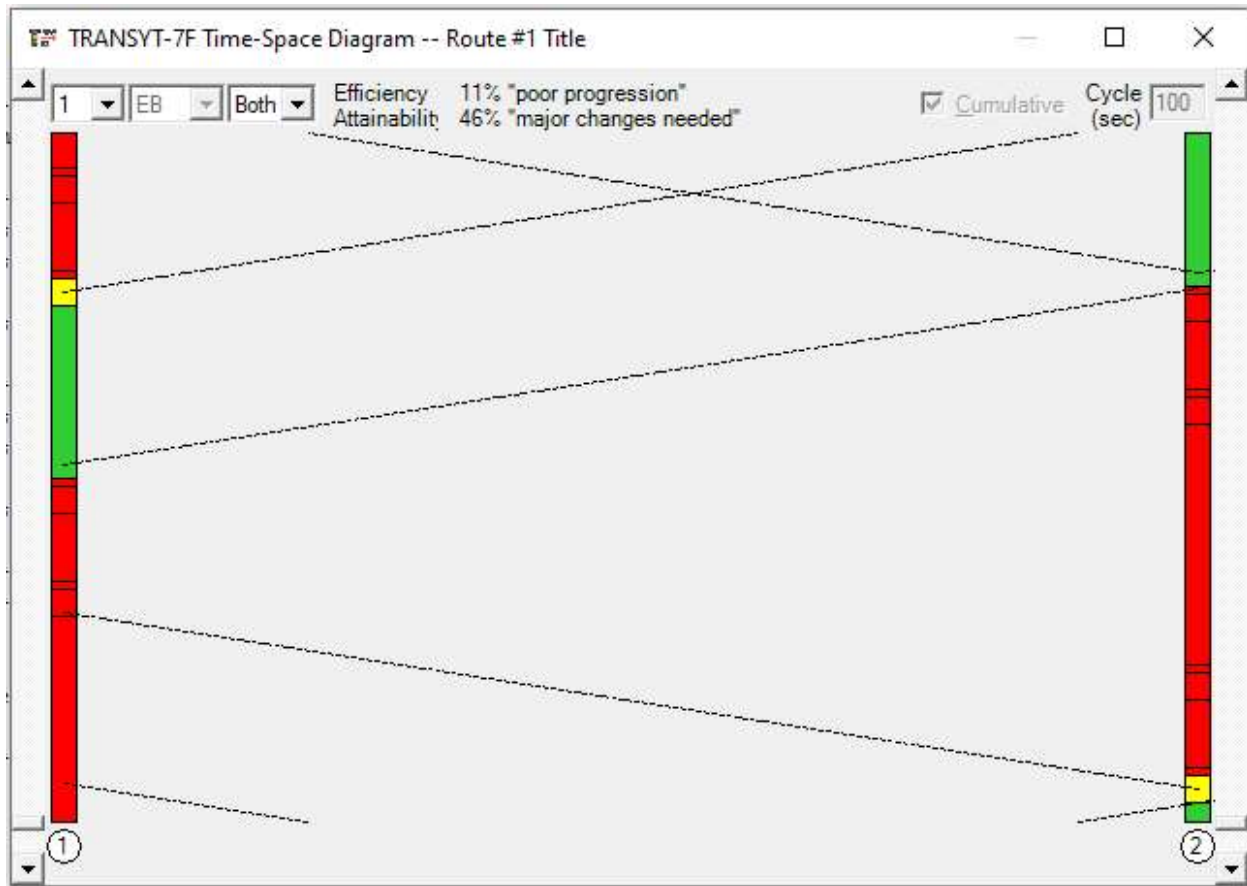 TRANSYT-7F Time-Space Diagram -- Route #1 Title
1 EB Both Efficiency 11% "poor progression" Cumulative Cycle 100
Attainability 46% "major changes needed" (sec)
1 2